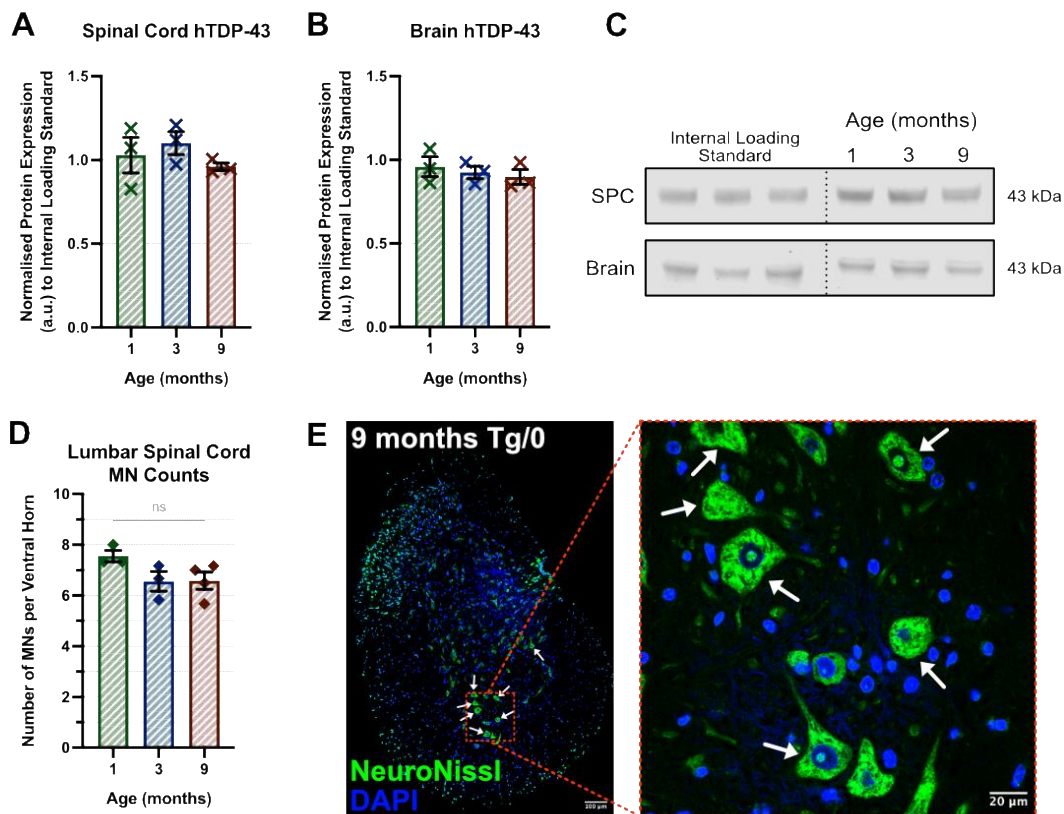 A
Spinal Cord hTDP-43
Normalised Protein Expression
(a.u.) to Internal Loading Standard
1.5
1.0
0.5
0.0
1 3 9
Age (months)
B
Brain hTDP-43
Normalised Protein Expression
(a.u.) to Internal Loading Standard
1.5
1.0
0.5
0.0
1 3 9
Age (months)
C
Internal Loading
Standard
Age (months)
1 3 9
SPC
43 kDa
Brain
43 kDa
D
Lumbar Spinal Cord
MN Counts
Number of MNs per Ventral Horn
10
8
6
4
2
0
ns
1 3 9
Age (months)
E
9 months Tg/0
NeuroNissl
DAPI
100 µm
20 µm